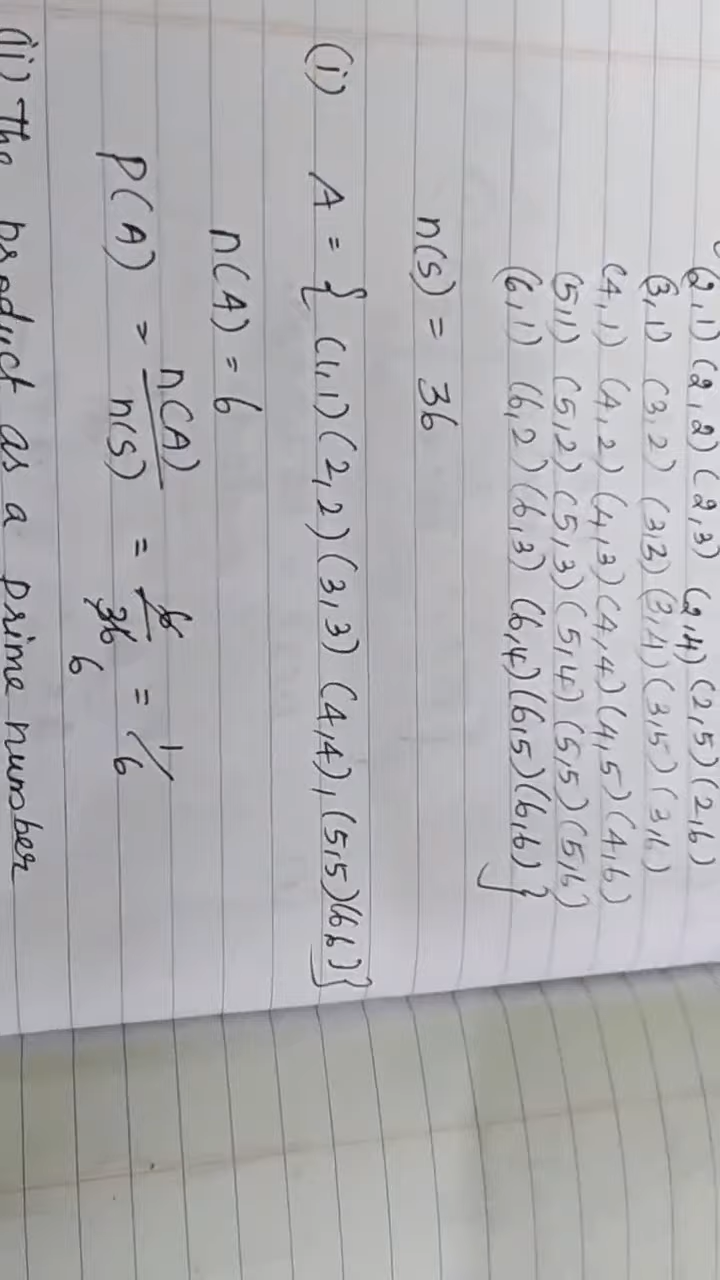 (2,1) (2,2) (2,3) (2,4) (2,5) (2,6)
(3,1) (3,2) (3,3) (3,4) (3,5) (3,6)
(4,1) (4,2) (4,3) (4,4) (4,5) (4,6)
(5,1) (5,2) (5,3) (5,4) (5,5) (5,6)
(6,1) (6,2) (6,3) (6,4) (6,5) (6,6) }
n(S) = 36
(i) A = { (1,1) (2,2) (3,3) (4,4), (5,5) (6,6) }
n(A) = 6
P(A) = n(A)/n(S) = 6/36 6 = 1/6
(ii) The product as a prime number